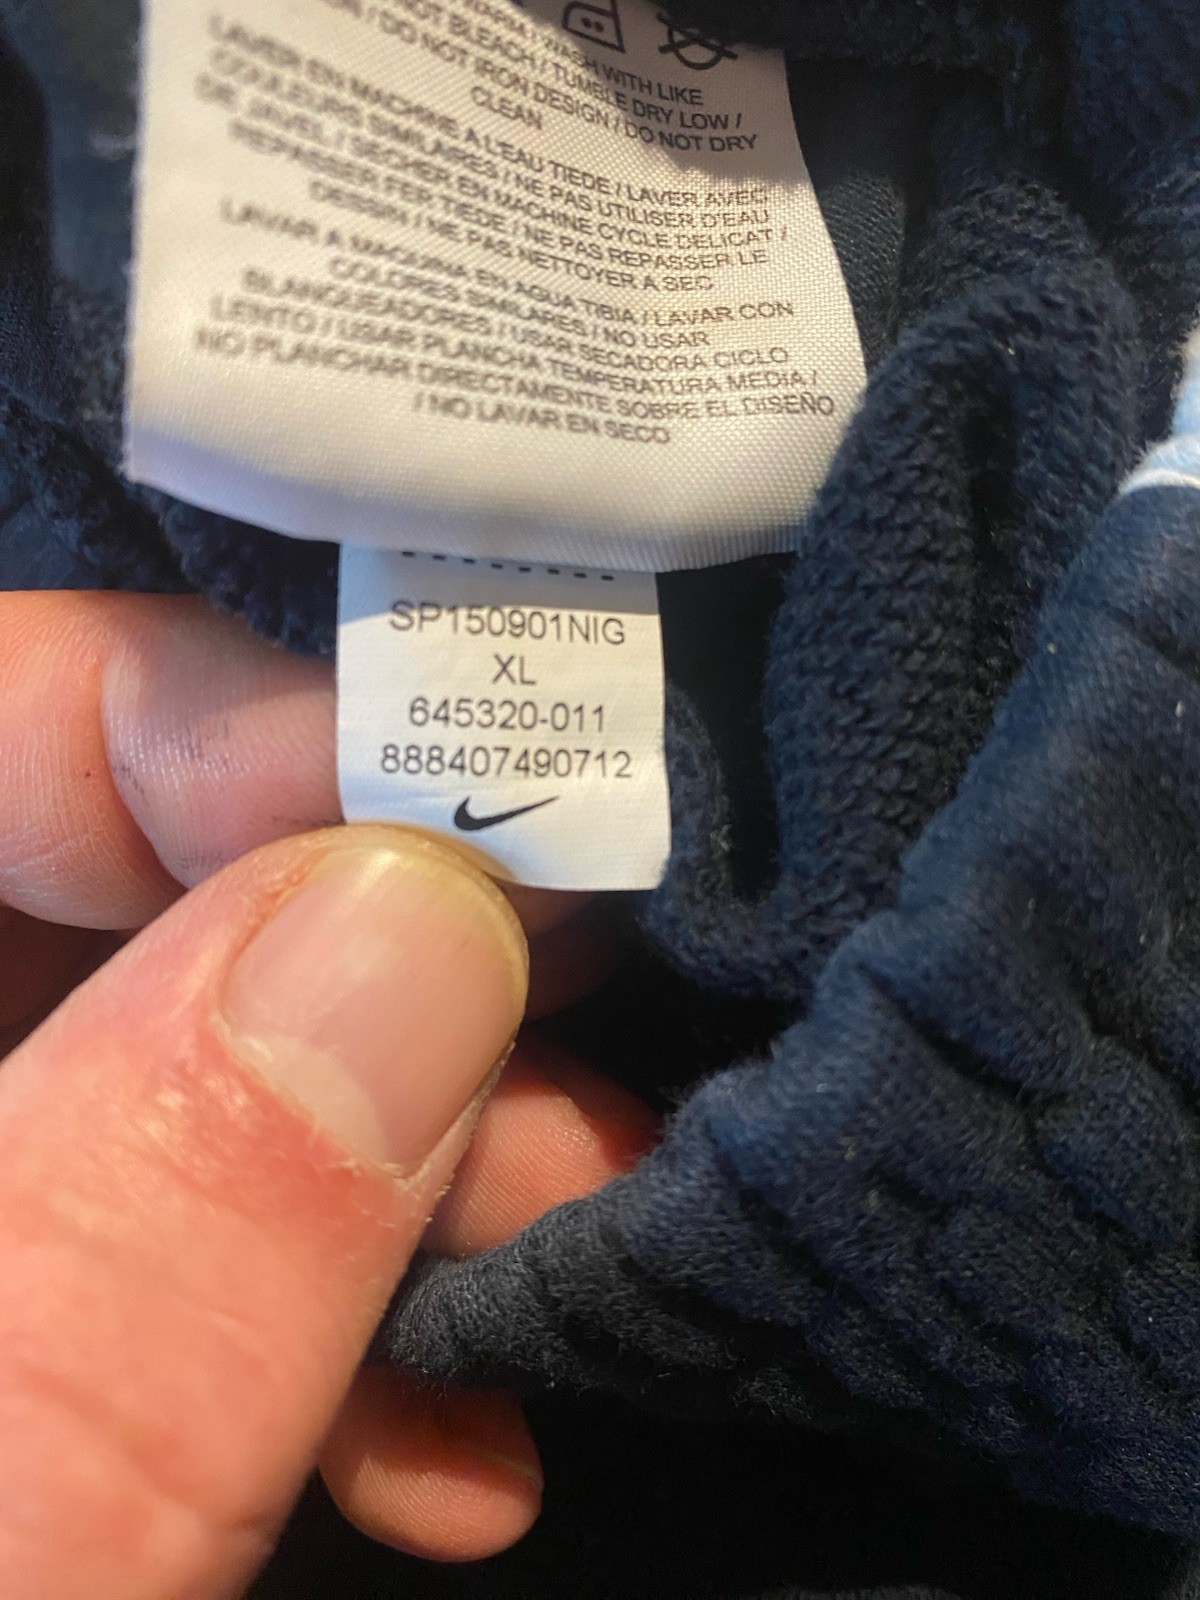 WARM / WASH WITH LIKE
NOT BLEACH / TUMBLE DRY LOW /
/ DO NOT IRON DESIGN / DO NOT DRY
CLEAN
LAVER EN MACHINE A L'EAU TIEDE / LAVER AVEC
COULEURS SIMILAIRES / NE PAS UTILISER D'EAU
DE JAVEL / SECHER EN MACHINE CYCLE DELICAT /
REPASSER FER TIEDE / NE PAS REPASSER LE
DESSIN / NE PAS NETTOYER A SEC
LAVAR A MAQUINA EN AGUA TIBIA / LAVAR CON
COLORES SIMILARES / NO USAR
BLANQUEADORES / USAR SECADORA CICLO
LENTO / USAR PLANCHA TEMPERATURA MEDIA /
NO PLANCHAR DIRECTAMENTE SOBRE EL DISEÑO
/ NO LAVAR EN SECO
SP150901NIG
XL
645320-011
888407490712